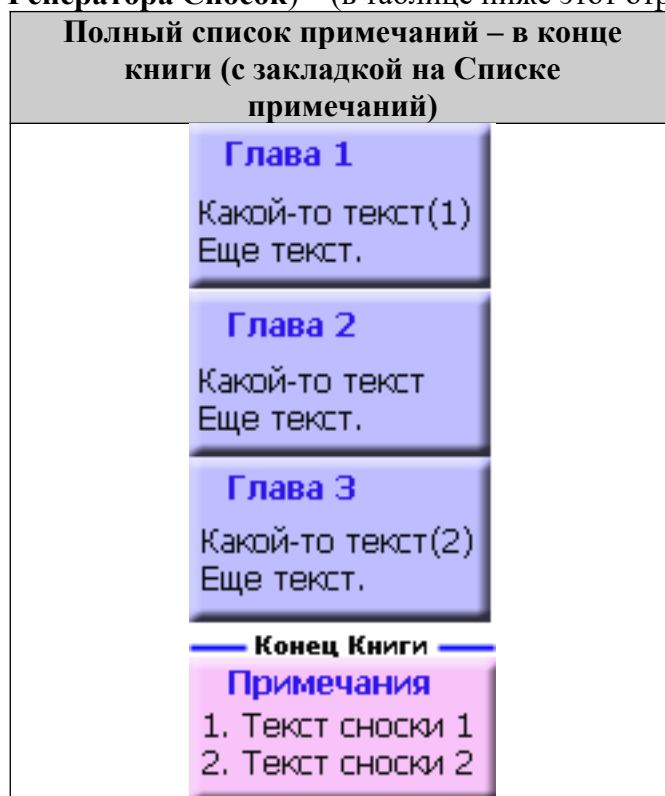 Генератора Сносок) – (в таблице ниже этот отр
Полный список примечаний – в конце
книги (с закладкой на Списке
примечаний)
Глава 1
Какой-то текст(1)
Еще текст.
Глава 2
Какой-то текст
Еще текст.
Глава 3
Какой-то текст(2)
Еще текст.
Конец Книги
Примечания
1. Текст сноски 1
2. Текст сноски 2